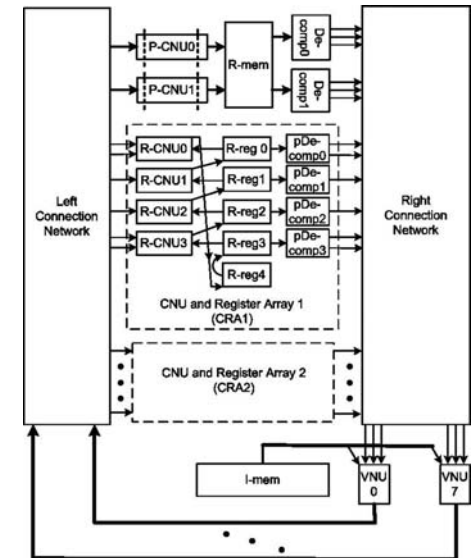 P-CNU0
P-CNU1
R-mem
De-
comp0
De-
comp1
R-CNU0
R-CNU1
R-CNU2
R-CNU3
R-reg 0
R-reg1
R-reg2
R-reg3
R-reg4
pDe-
comp0
pDe-
comp1
pDe-
comp2
pDe-
comp3
CNU and Register Array 1
(CRA1)
Left
Connection
Network
Right
Connection
Network
CNU and Register Array 2
(CRA2)
I-mem
VNU
0
VNU
7